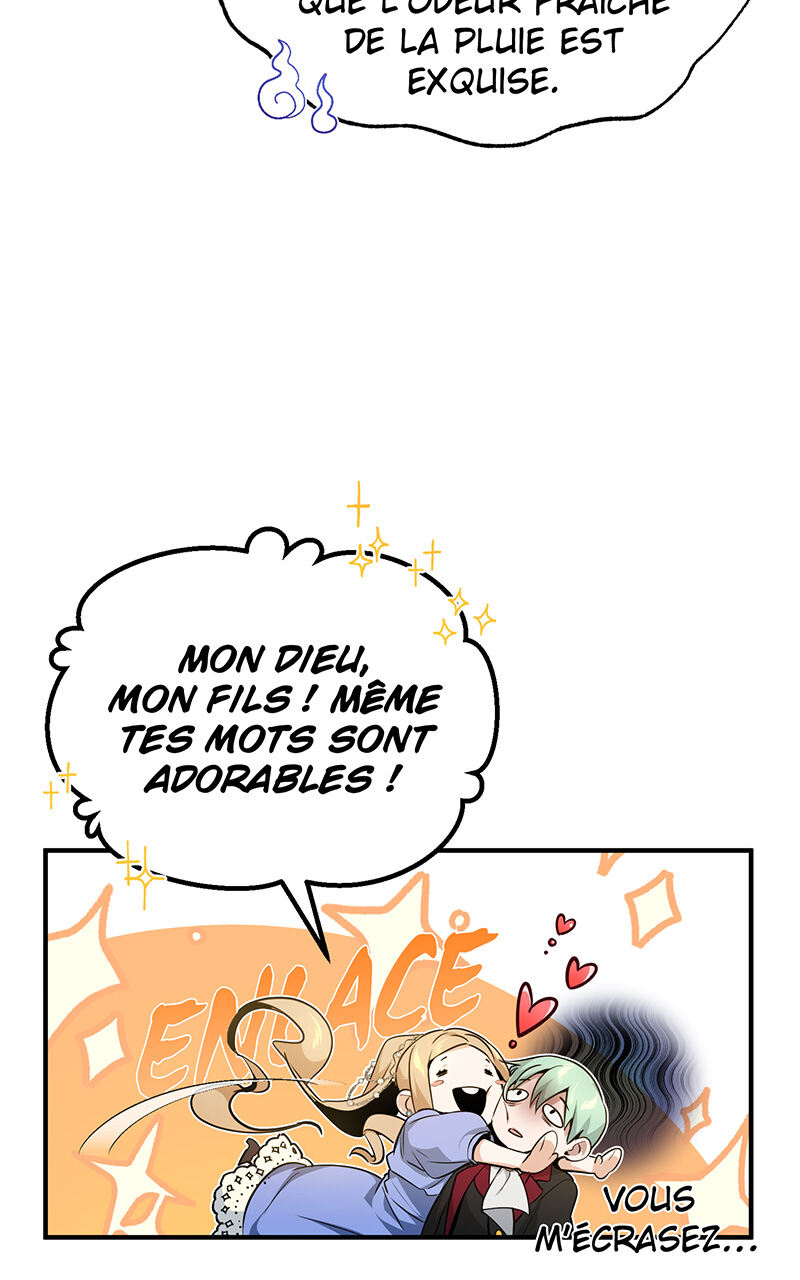 QUE L'ODEUR FRAÎCHE
DE LA PLUIE EST
EXQUISE.
MON DIEU,
MON FILS ! MÊME
TES MOTS SONT
ADORABLES !
ENLACE
VOUS
M'ÉCRASEZ...